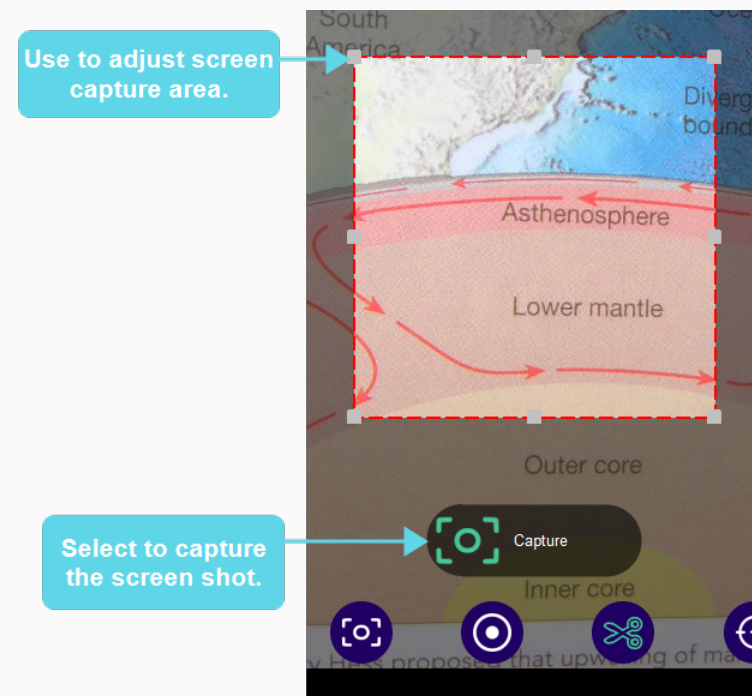 South
America
Use to adjust screen
capture area.
Diverg
bound
Asthenosphere
Lower mantle
Outer core
Select to capture
the screen shot.
Capture
Inner core
ry Hess proposed that upwelling of ma